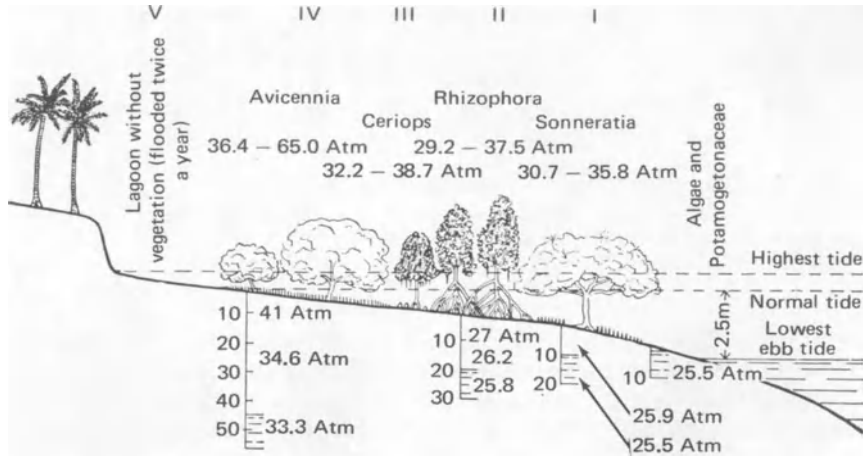 V IV III II I
Lagoon without
vegetation (flooded twice
a year)
Avicennia
36.4 – 65.0 Atm
Ceriops
32.2 – 38.7 Atm
Rhizophora
29.2 – 37.5 Atm
Sonneratia
30.7 – 35.8 Atm
Algae and
Potamogetonaceae
Highest tide
Normal tide
2.5m
Lowest
ebb tide
10 41 Atm
20
34.6 Atm
30
40
50 33.3 Atm
27 Atm
10 26.2
20
25.8
30
10
20
25.9 Atm
25.5 Atm
10 25.5 Atm